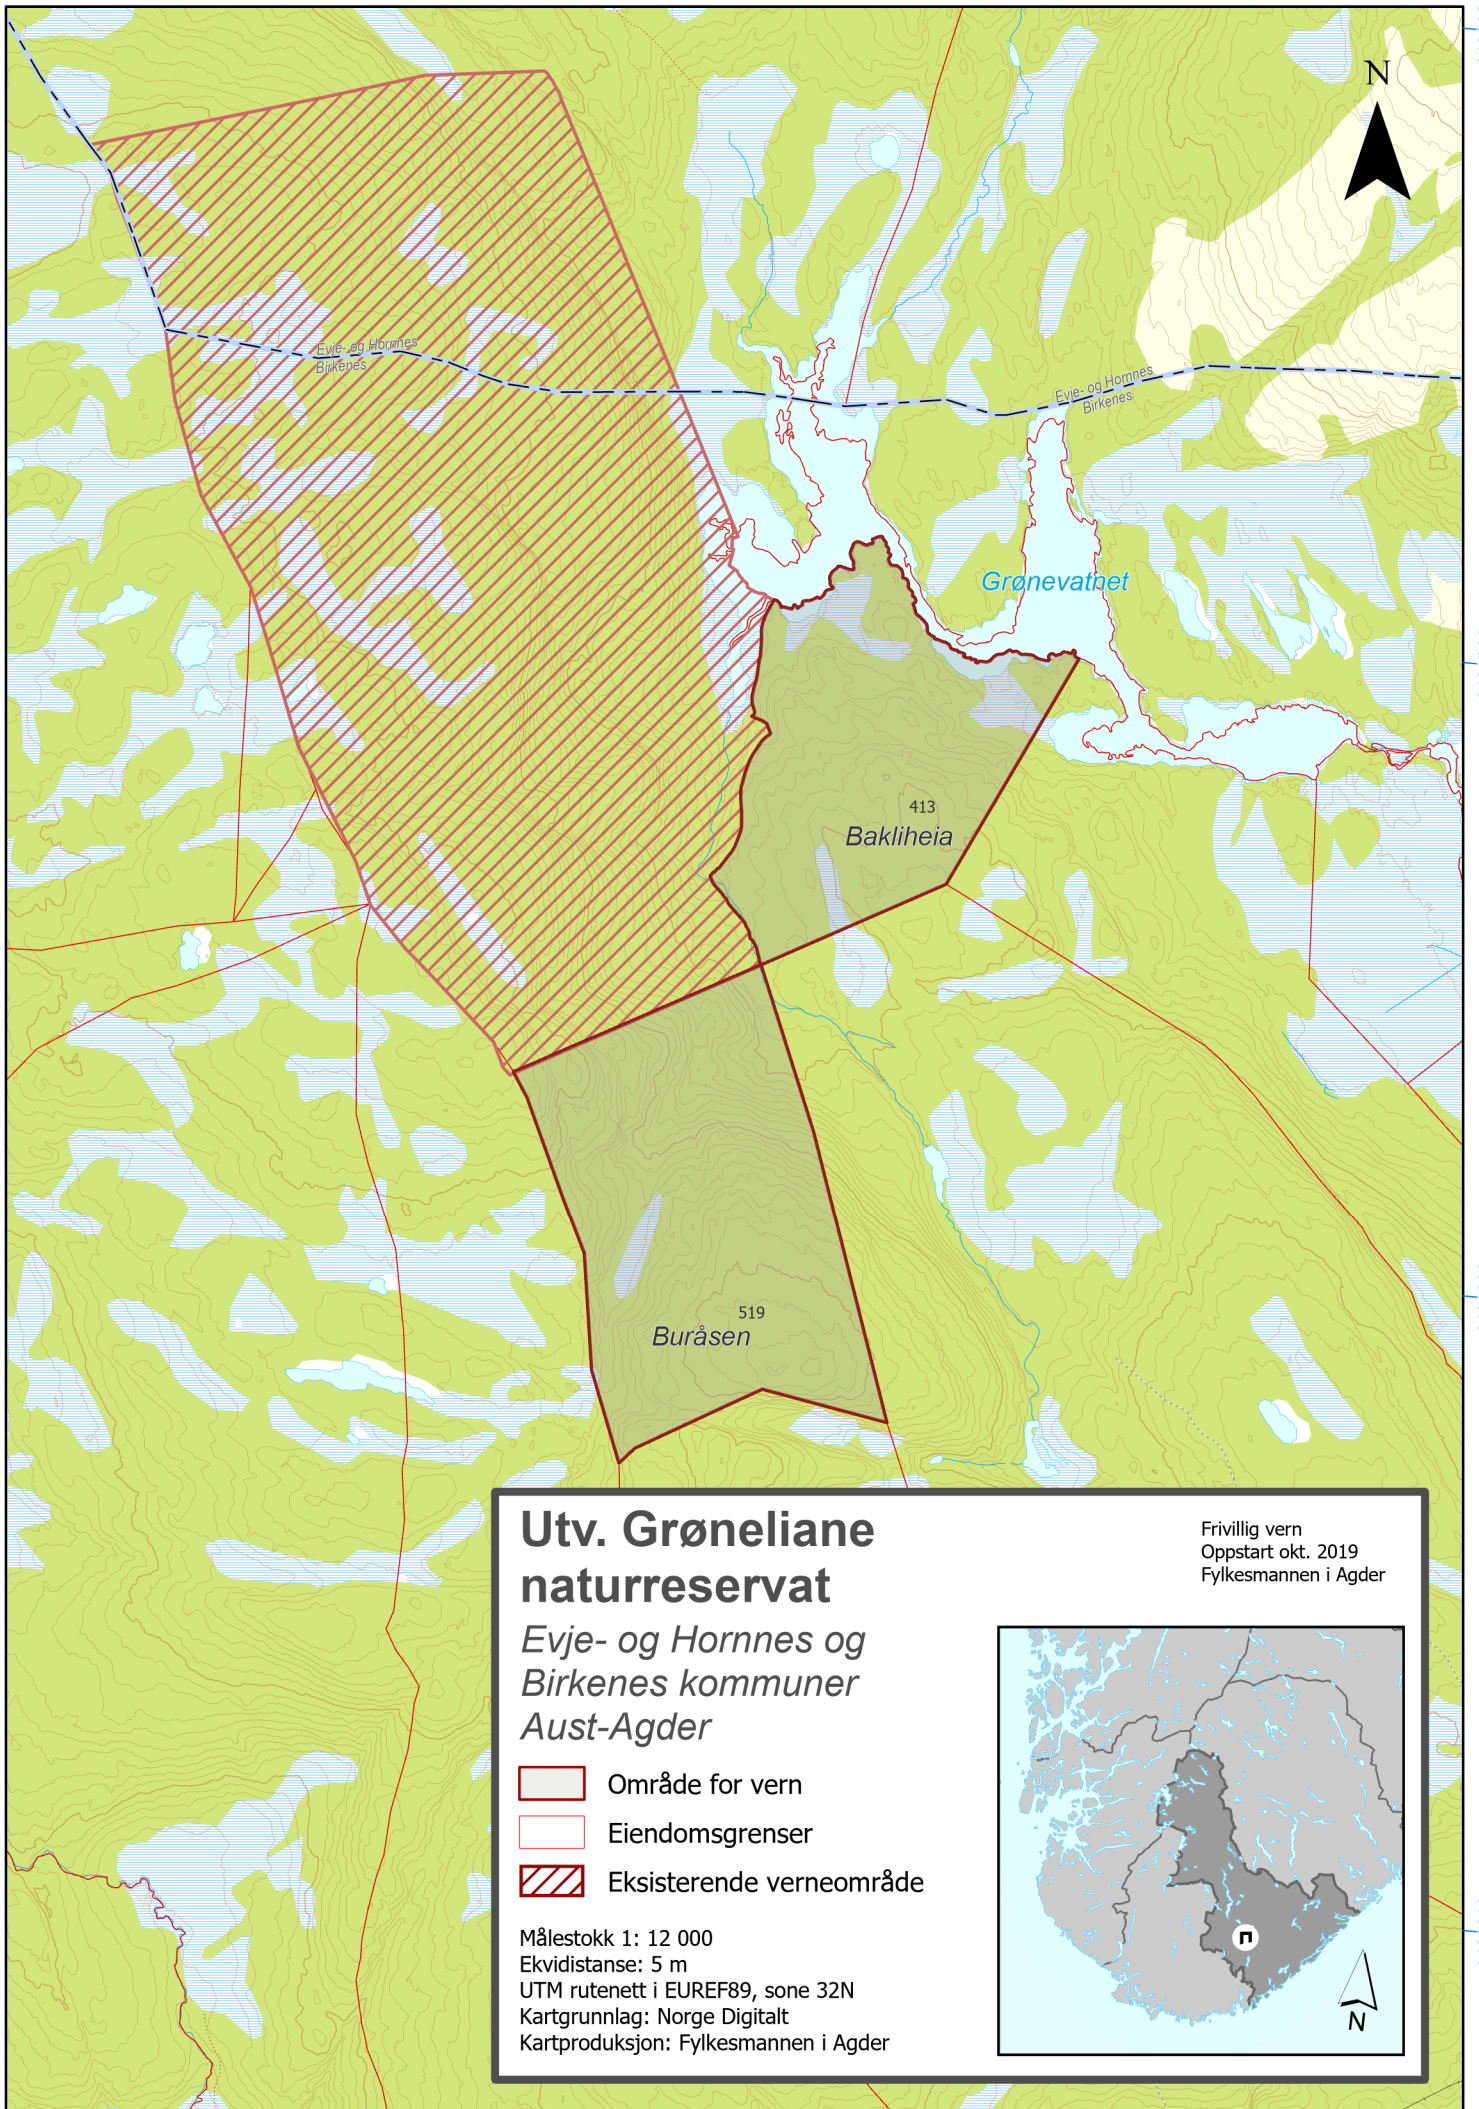 N
Evje- og Hornnes
Birkenes
Evje- og Hornnes
Birkenes
Grønevatnet
413
Bakliheia
519
Buråsen
Utv. Grøneliane
naturreservat
Frivillig vern
Oppstart okt. 2019
Fylkesmannen i Agder
Evje- og Hornnes og
Birkenes kommuner
Aust-Agder
Område for vern
Eiendomsgrenser
Eksisterende verneområde
Målestokk 1: 12 000
Ekvidistanse: 5 m
UTM rutenett i EUREF89, sone 32N
Kartgrunnlag: Norge Digitalt
Kartproduksjon: Fylkesmannen i Agder
N